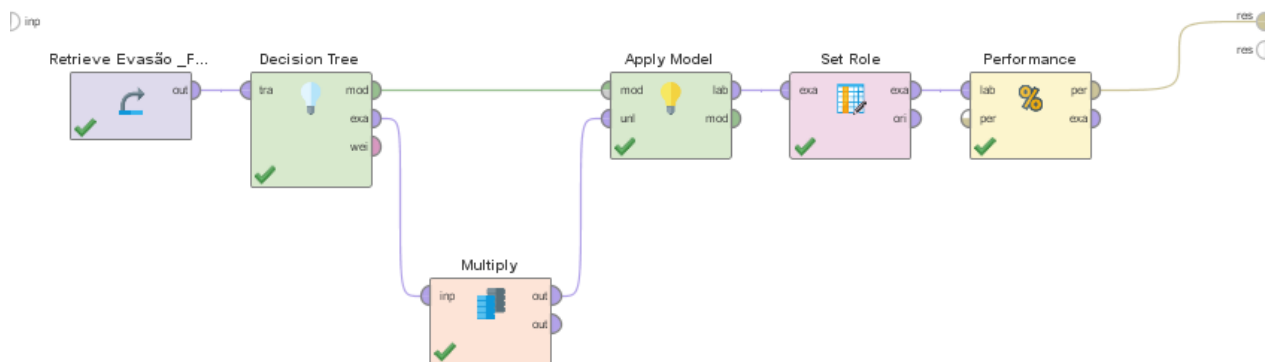 inp
res
res
Retrieve Evasão _F...
out
Decision Tree
tra
mod
exa
wei
Multiply
inp
out
out
Apply Model
mod
unl
lab
mod
Set Role
exa
exa
ori
Performance
%
lab
per
per
exa